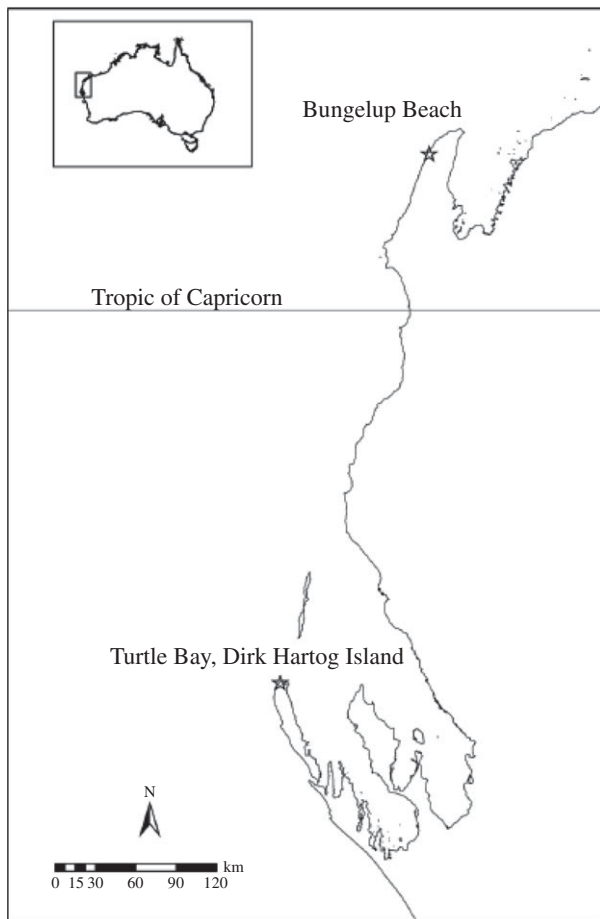 Bungelup Beach
Tropic of Capricorn
Turtle Bay, Dirk Hartog Island
N
km
0 15 30 60 90 120